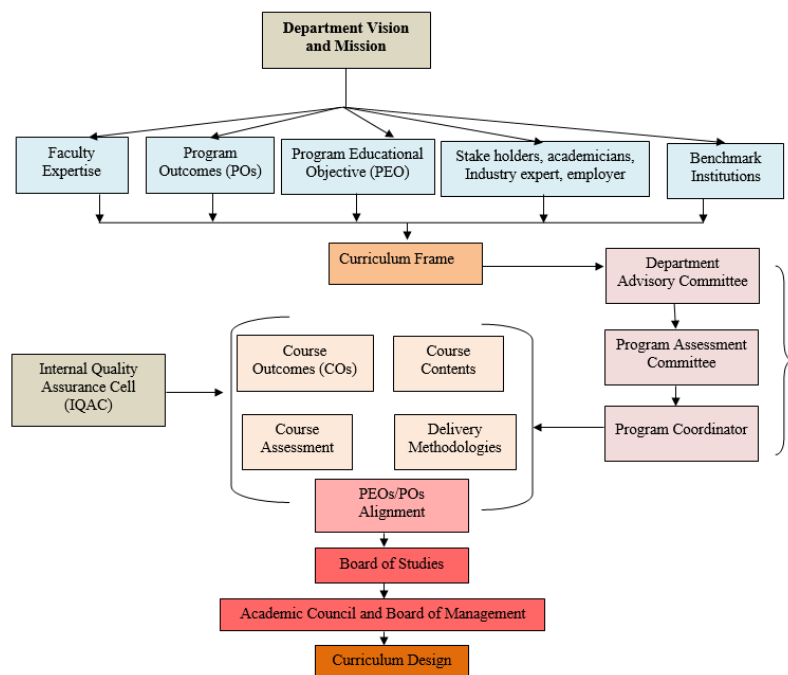 Department Vision
and Mission
Faculty
Expertise
Program
Outcomes (POs)
Program Educational
Objective (PEO)
Stake holders, academicians,
Industry expert, employer
Benchmark
Institutions
Curriculum Frame
Department
Advisory Committee
Program Assessment
Committee
Program Coordinator
Internal Quality
Assurance Cell
(IQAC)
Course
Outcomes (COs)
Course
Contents
Course
Assessment
Delivery
Methodologies
PEOs/POs
Alignment
Board of Studies
Academic Council and Board of Management
Curriculum Design